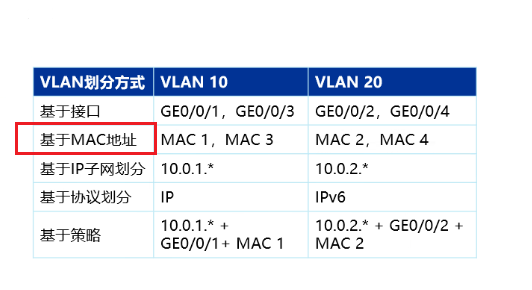 VLAN划分方式 VLAN 10 VLAN 20
基于接口 GE0/0/1，GE0/0/3 GE0/0/2，GE0/0/4
基于MAC地址 MAC 1，MAC 3 MAC 2，MAC 4
基于IP子网划分 10.0.1.* 10.0.2.*
基于协议划分 IP IPv6
基于策略 10.0.1.* + GE0/0/1+ MAC 1 10.0.2.* + GE0/0/2 + MAC 2